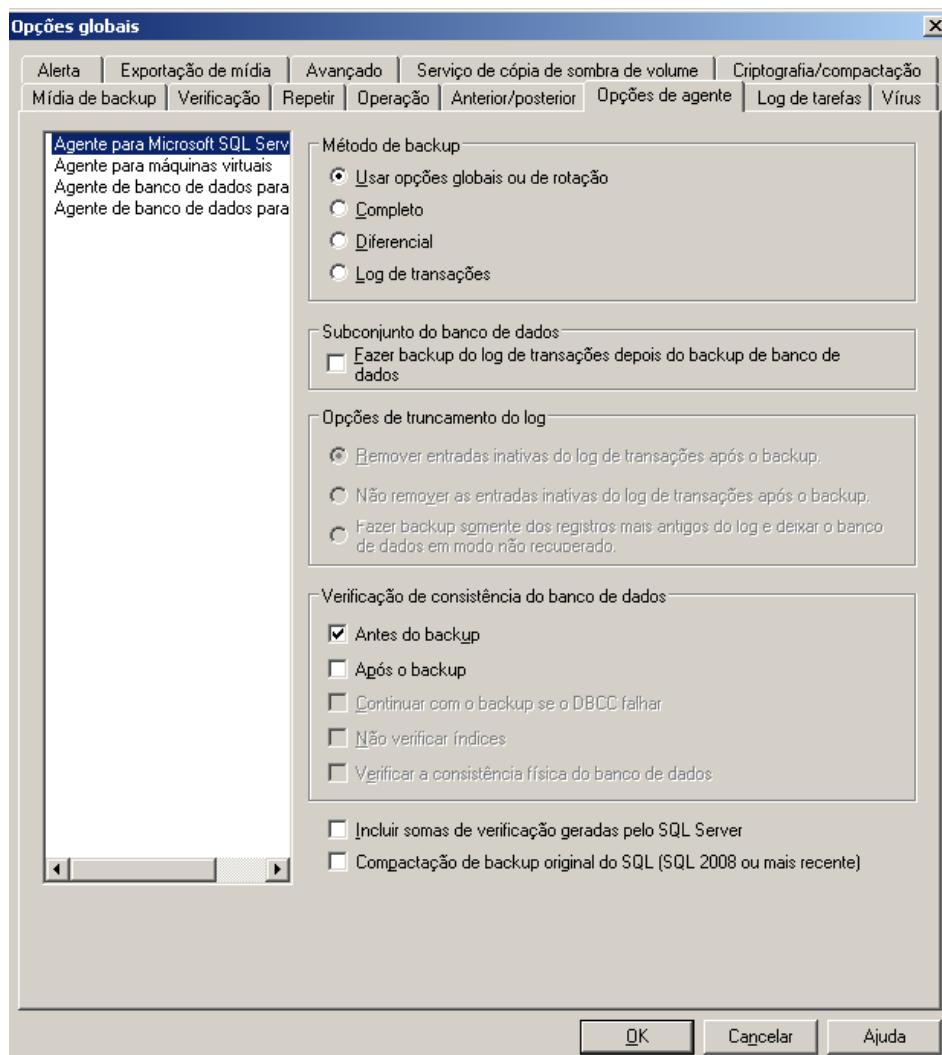 Opções globais
Alerta
Exportação de mídia
Avançado
Serviço de cópia de sombra de volume
Criptografia/compactação
Mídia de backup
Verificação
Repetir
Operação
Anterior/posterior
Opções de agente
Log de tarefas
Vírus
Agente para Microsoft SQL Serv
Agente para máquinas virtuais
Agente de banco de dados para
Agente de banco de dados para
Método de backup
Usar opções globais ou de rotação
Completo
Diferencial
Log de transações
Subconjunto do banco de dados
Fazer backup do log de transações depois do backup de banco de
dados
Opções de truncamento do log
Remover entradas inativas do log de transações após o backup.
Não remover as entradas inativas do log de transações após o backup.
Fazer backup somente dos registros mais antigos do log e deixar o banco
de dados em modo não recuperado.
Verificação de consistência do banco de dados
Antes do backup
Após o backup
Continuar com o backup se o DBCC falhar
Não verificar índices
Verificar a consistência física do banco de dados
Incluir somas de verificação geradas pelo SQL Server
Compactação de backup original do SQL (SQL 2008 ou mais recente)
OK
Cancelar
Ajuda